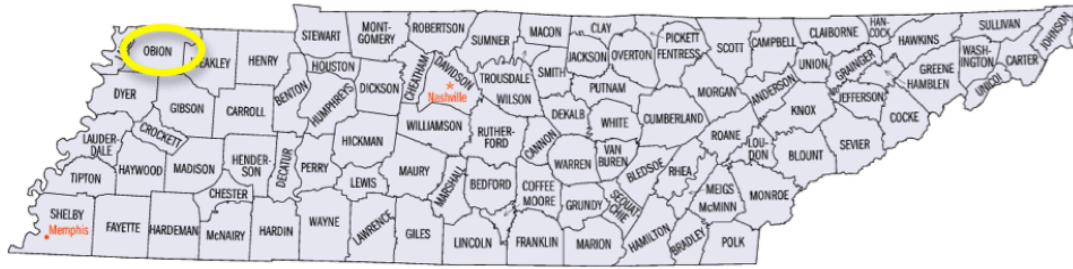 OBION
EAKLEY
HENRY
STEWART
MONT-
GOMERY
ROBERTSON
SUMNER
MACON
CLAY
PICKETT
FENTRESS
SCOTT
CAMPBELL
CLAIBORNE
HAN-
COCK
HAWKINS
SULLIVAN
JOHNSON
DYER
GIBSON
CARROLL
BENTON
HOUSTON
HUMPHREYS
DICKSON
CHEATHAM
DAVIDSON
Nashville
TROUSDALE
WILSON
SMITH
JACKSON
OVERTON
PUTNAM
MORGAN
ANDERSON
UNION
GRAINGER
HAMBLEN
GREENE
WASH-
INGTON
UNICOI
CARTER
LAUDER-
DALE
CROCKETT
HAYWOOD
MADISON
HENDER-
SON
DECATUR
PERRY
HICKMAN
WILLIAMSON
RUTHER-
FORD
CANNON
DEKALB
WHITE
CUMBERLAND
ROANE
LOU-
DON
KNOX
JEFFERSON
COCKE
SEVIER
BLOUNT
TIPTON
CHESTER
LEWIS
MAURY
MARSHALL
BEDFORD
COFFEE
MOORE
WARREN
VAN
BUREN
BLEDSOE
RHEA
MEIGS
McMINN
MONROE
SHELBY
Memphis
FAYETTE
HARDEMAN
McNAIRY
HARDIN
WAYNE
LAWRENCE
GILES
LINCOLN
FRANKLIN
GRUNDY
MARION
SEQUAT-
CHIE
HAMILTON
BRADLEY
POLK